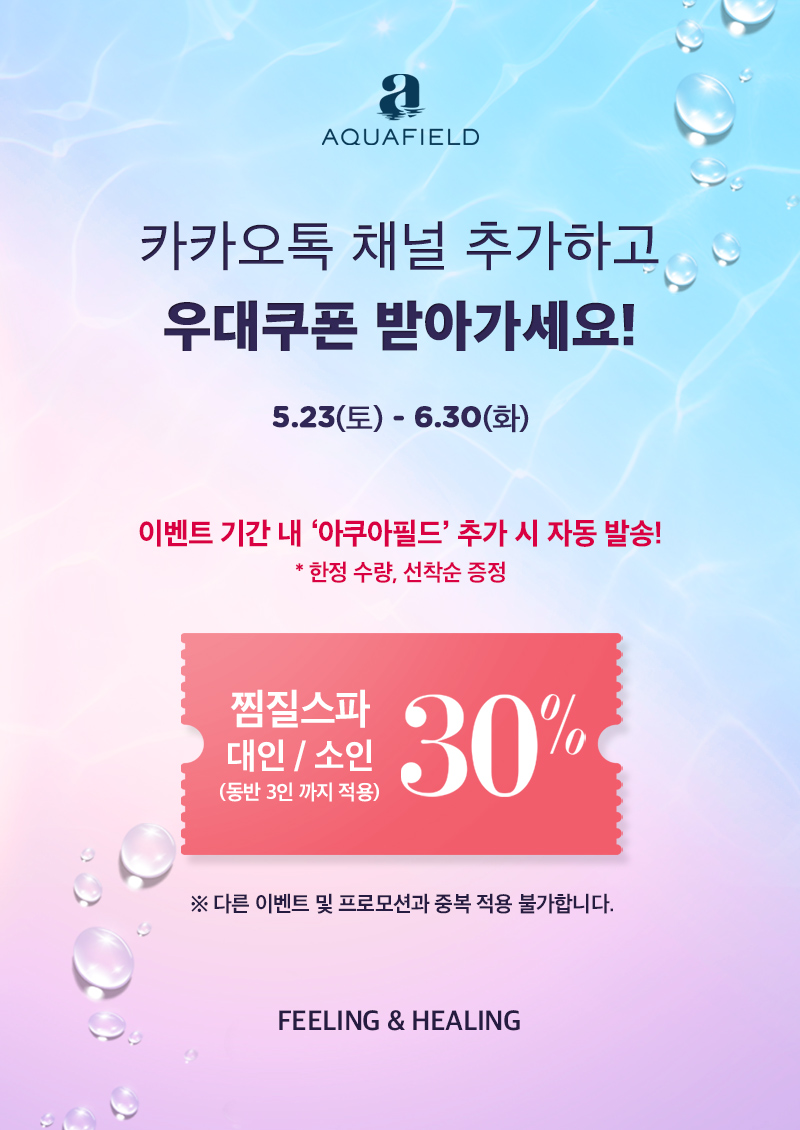 a
AQUAFIELD
카카오톡 채널 추가하고
우대쿠폰 받아가세요!
5.23(토) - 6.30(화)
이벤트 기간 내 ‘아쿠아필드’ 추가 시 자동 발송!
* 한정 수량, 선착순 증정
찜질스파
대인 / 소인
(동반 3인 까지 적용)
30%
※ 다른 이벤트 및 프로모션과 중복 적용 불가합니다.
FEELING & HEALING